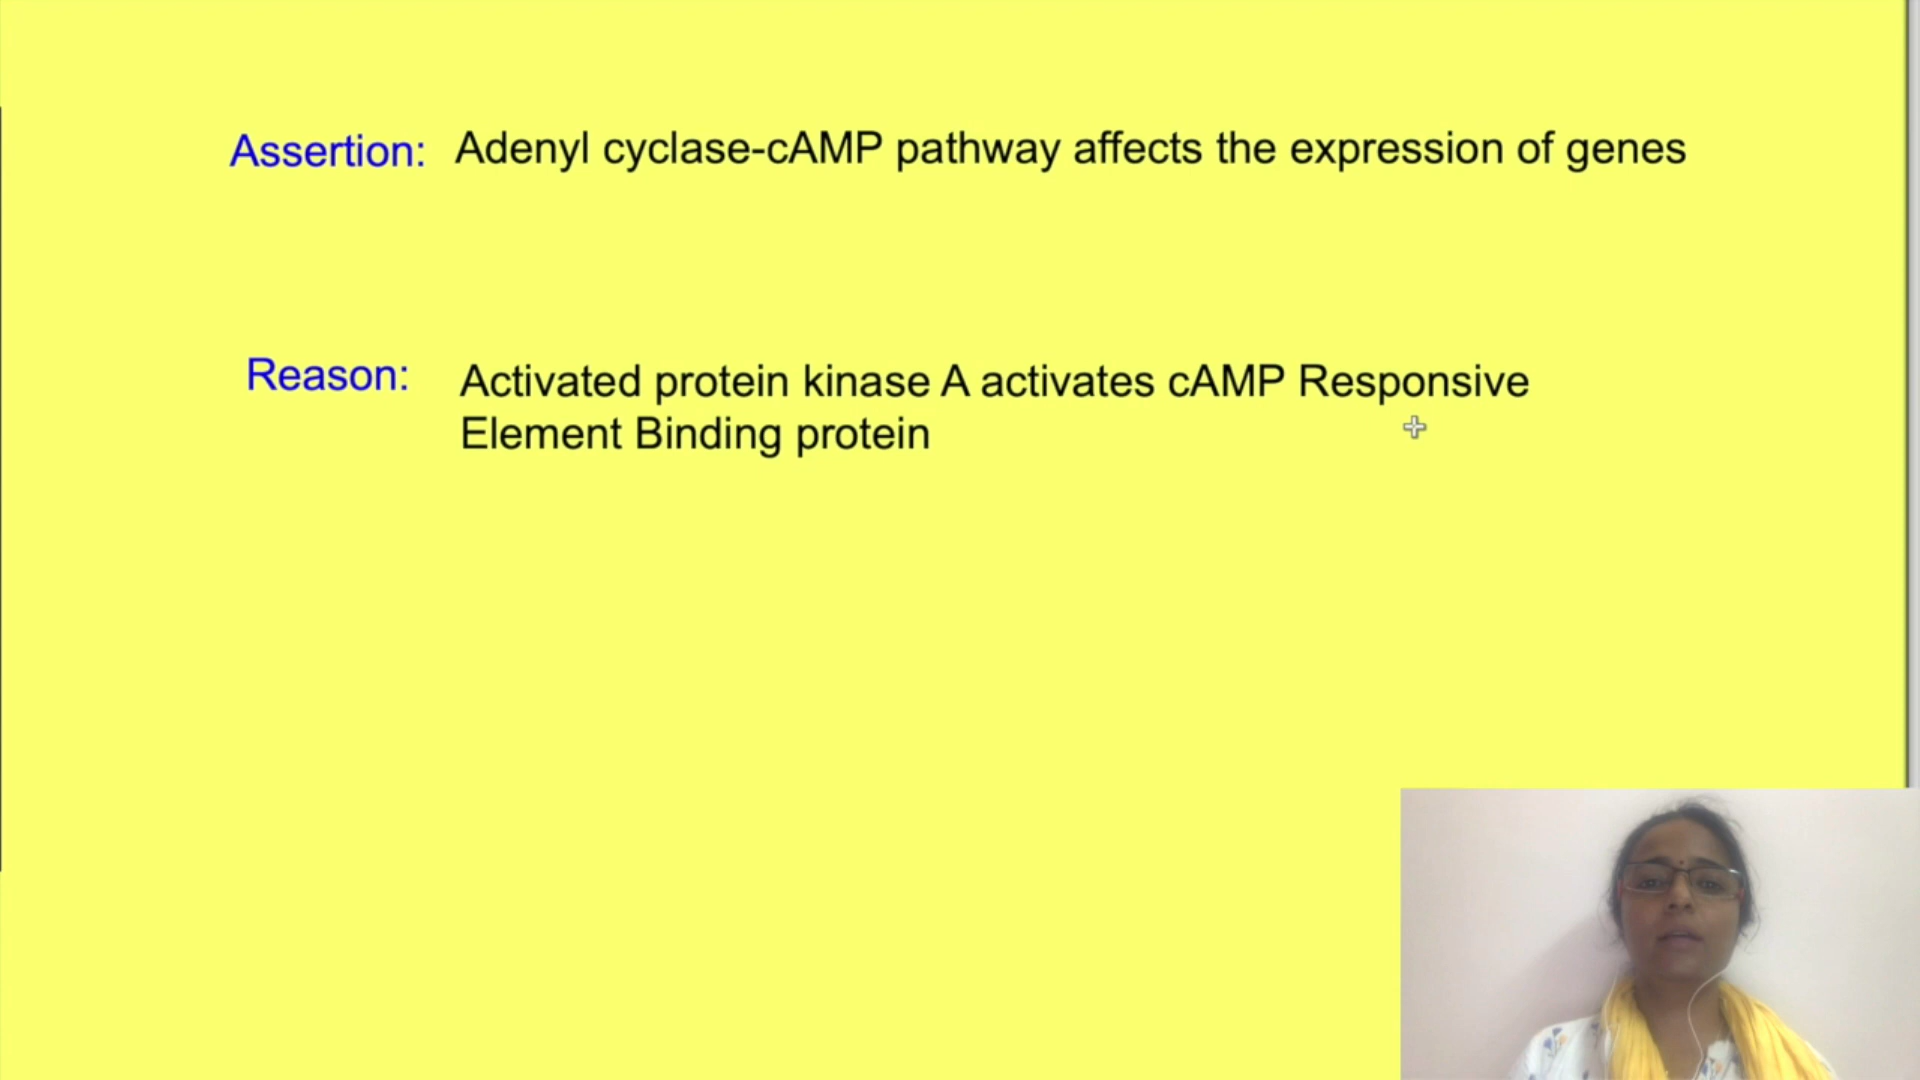 Assertion: Adenyl cyclase-cAMP pathway affects the expression of genes
Reason: Activated protein kinase A activates cAMP Responsive
Element Binding protein